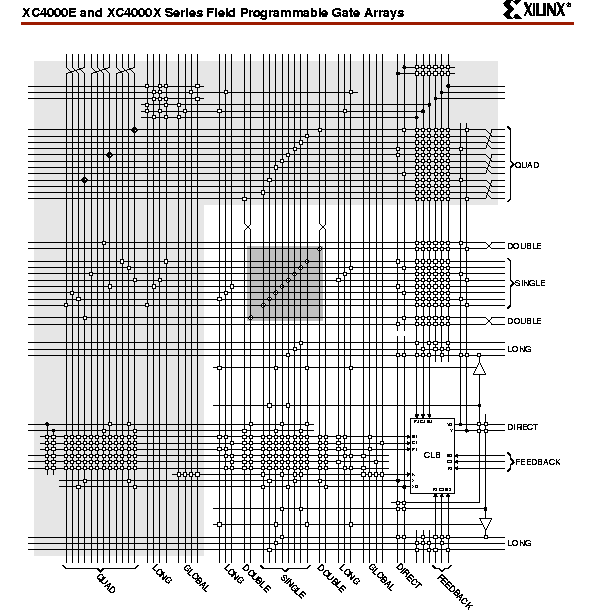 XC4000E and XC4000X Series Field Programmable Gate Arrays
XILINX®
QUAD
DOUBLE
SINGLE
DOUBLE
LONG
DIRECT
CLB
FEEDBACK
LONG
QUAD
LONG
GLOBAL
LONG
DOUBLE
SINGLE
DOUBLE
LONG
GLOBAL
DIRECT
FEEDBACK